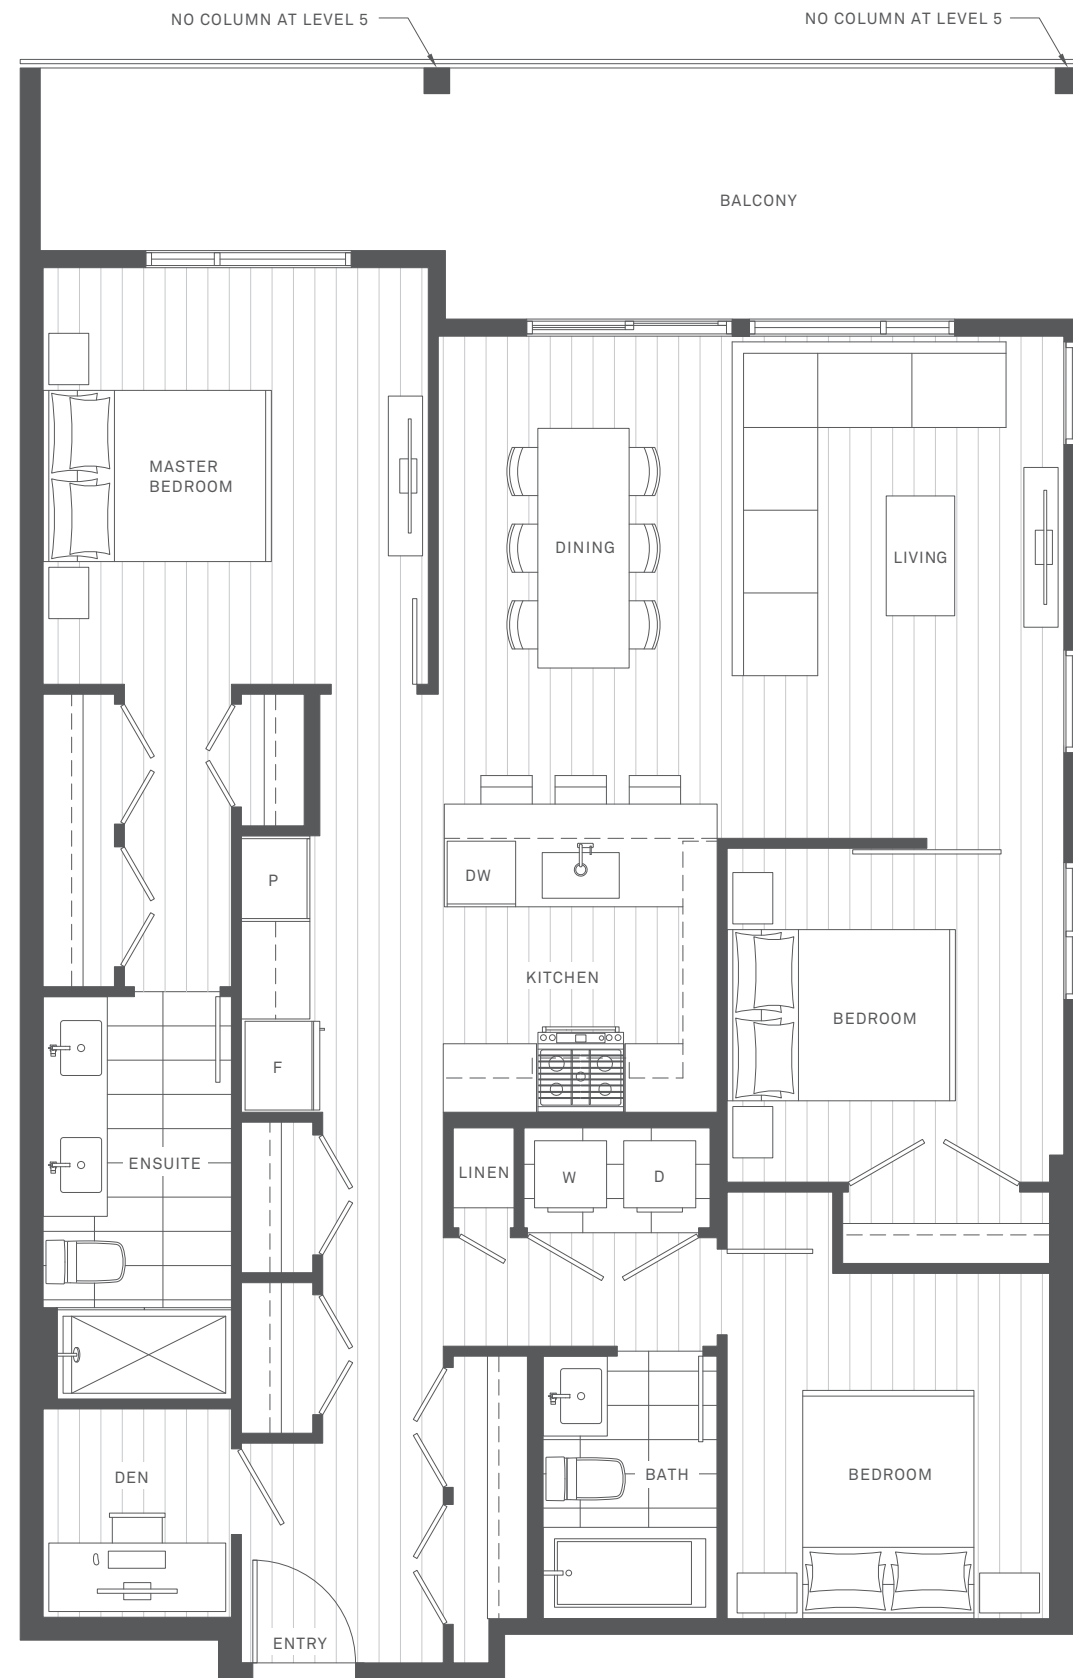 NO COLUMN AT LEVEL 5
NO COLUMN AT LEVEL 5
BALCONY
MASTER
BEDROOM
DINING
LIVING
P
DW
KITCHEN
BEDROOM
F
ENSUITE
LINEN
W
D
DEN
BATH
BEDROOM
ENTRY